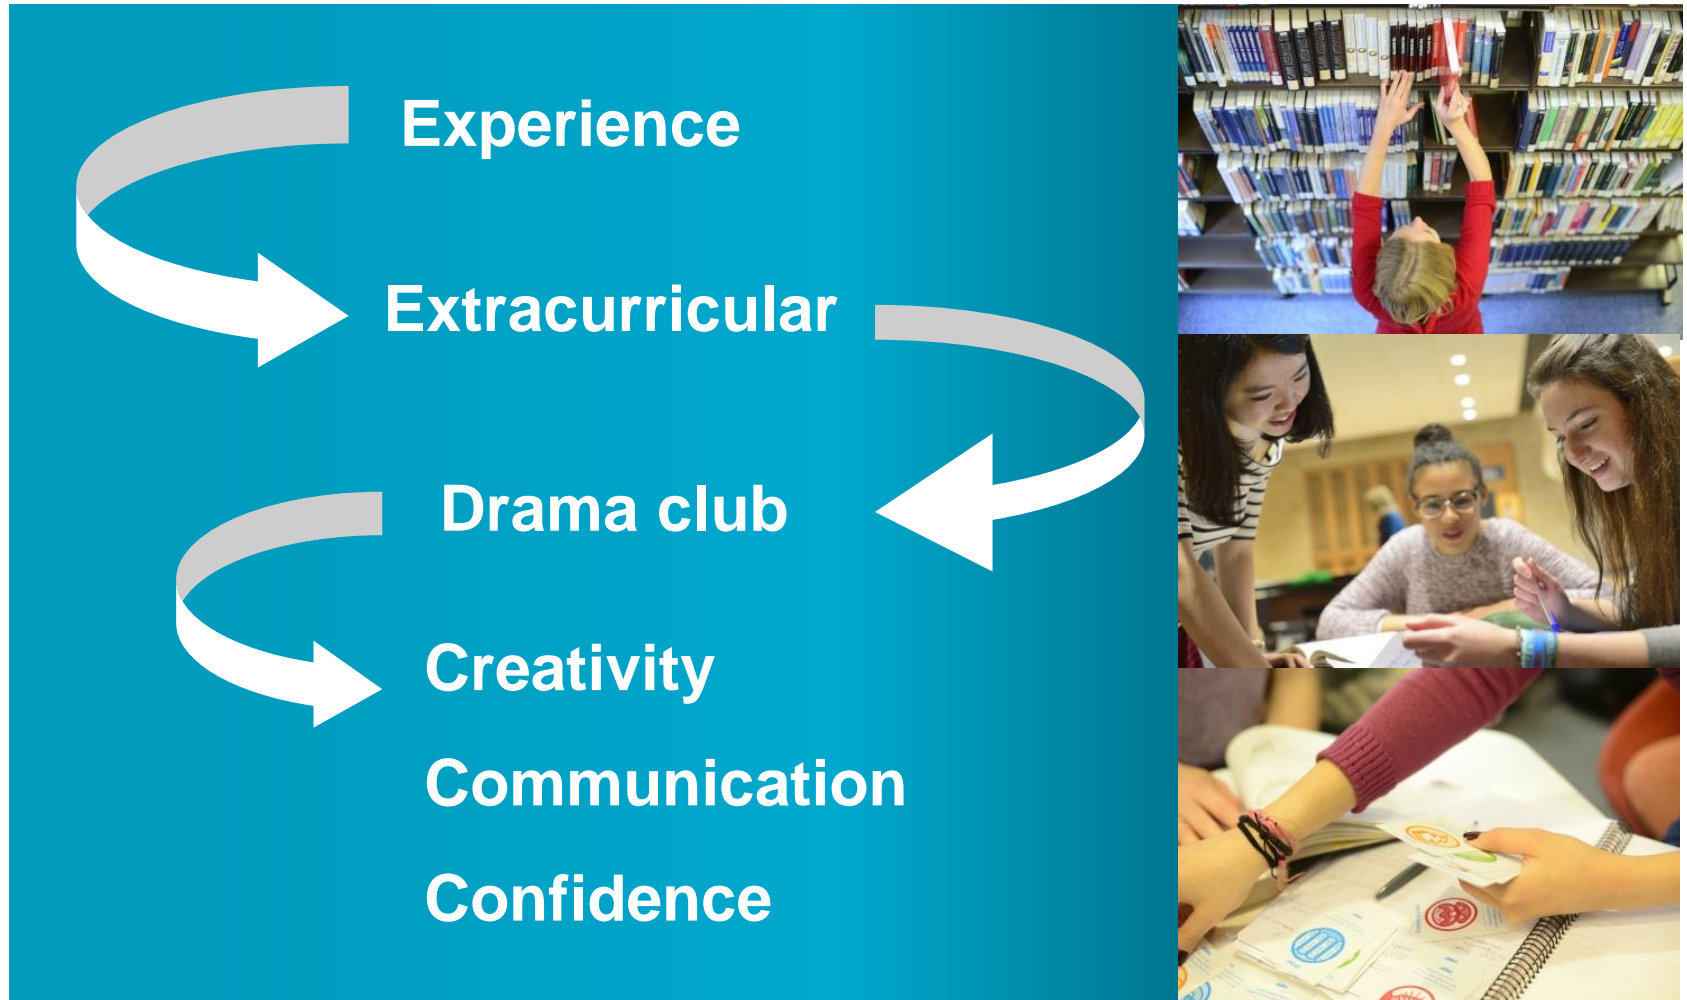 Experience
Extracurricular
Drama club
Creativity
Communication
Confidence